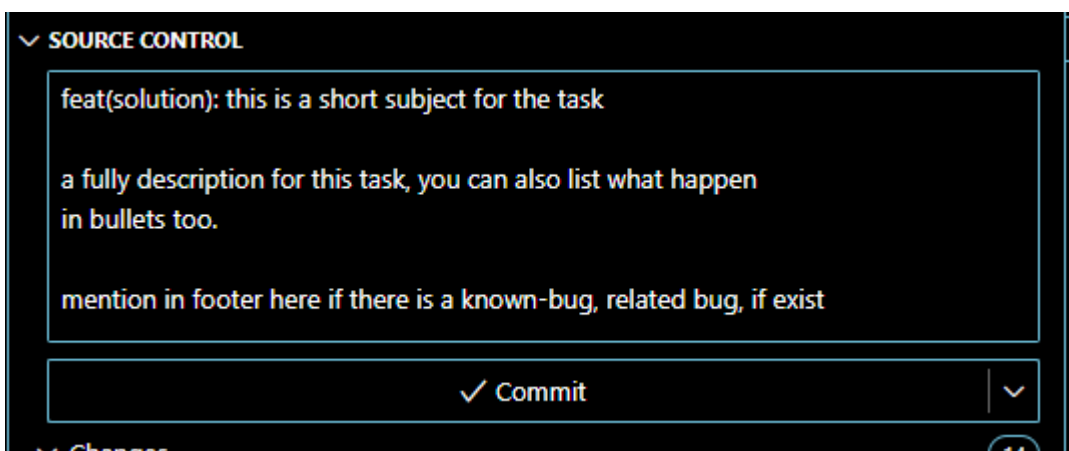 SOURCE CONTROL
feat(solution): this is a short subject for the task
a fully description for this task, you can also list what happen
in bullets too.
mention in footer here if there is a known-bug, related bug, if exist
Commit
Changes